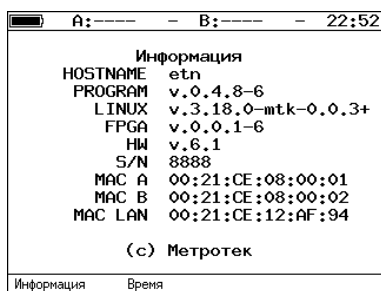 A:---- - B:---- - 22:52
Информация
HOSTNAME etn
PROGRAM v.0.4.8-6
LINUX v.3.18.0-mtk-0.0.3+
FPGA v.0.0.1-6
HW v.6.1
S/N 8888
MAC A 00:21:CE:08:00:01
MAC B 00:21:CE:08:00:02
MAC LAN 00:21:CE:12:AF:94
(c) Метротек
Информация Время